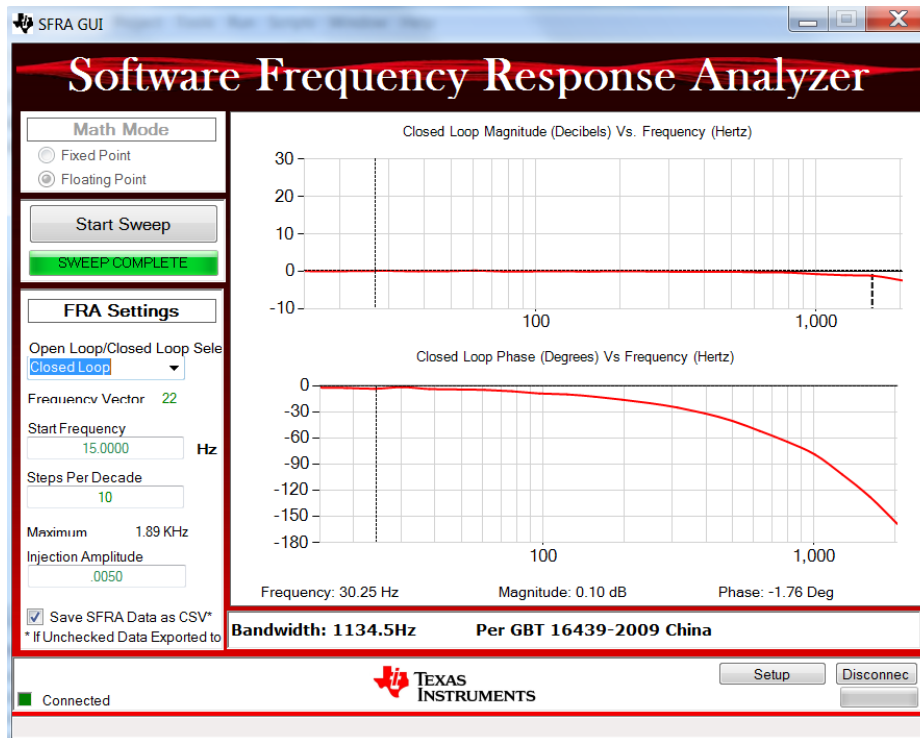 SFRA GUI
Software Frequency Response Analyzer
Math Mode
Fixed Point
Floating Point
Start Sweep
SWEEP COMPLETE
FRA Settings
Open Loop/Closed Loop Sele
Closed Loop
Frequency Vector 22
Start Frequency
15.0000 Hz
Steps Per Decade
10
Maximum 1.89 KHz
Injection Amplitude
.0050
Save SFRA Data as CSV*
* If Unchecked Data Exported to
Closed Loop Magnitude (Decibels) Vs. Frequency (Hertz)
30
20
10
0
-10
100 1,000
Closed Loop Phase (Degrees) Vs Frequency (Hertz)
0
-30
-60
-90
-120
-150
-180
100 1,000
Frequency: 30.25 Hz Magnitude: 0.10 dB Phase: -1.76 Deg
Bandwidth: 1134.5Hz Per GBT 16439-2009 China
Connected
TEXAS
INSTRUMENTS
Setup Disconnec